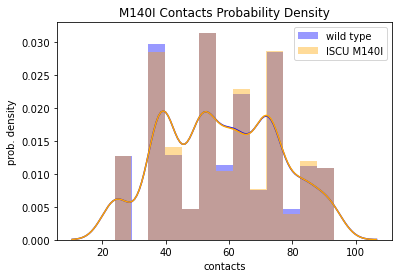 M140I Contacts Probability Density
wild type
ISCU M140I
prob. density
0.030
0.025
0.020
0.015
0.010
0.005
0.000
20
40
60
80
100
contacts